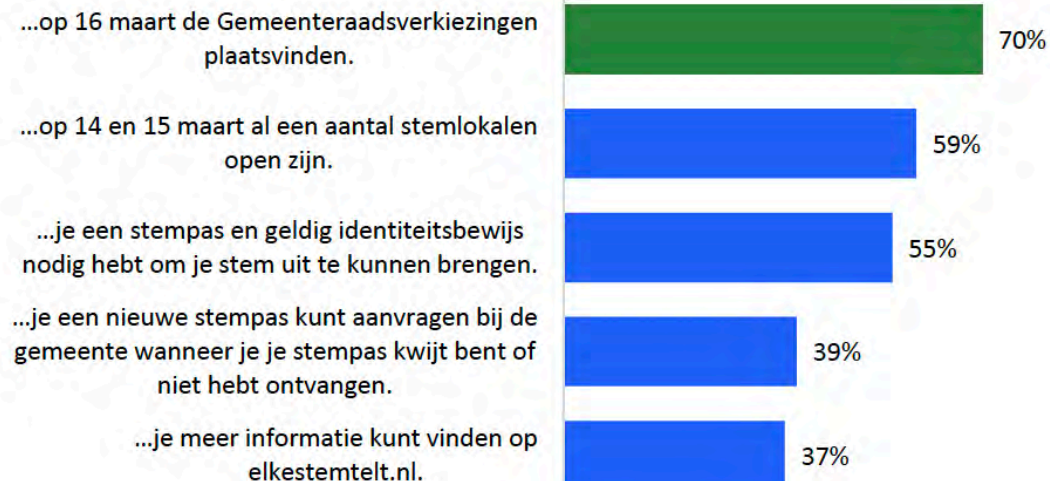 ...op 16 maart de Gemeenteraadsverkiezingen
plaatsvinden.
70%
...op 14 en 15 maart al een aantal stemlokalen
open zijn.
59%
...je een stempas en geldig identiteitsbewijs
nodig hebt om je stem uit te kunnen brengen.
55%
...je een nieuwe stempas kunt aanvragen bij de
gemeente wanneer je je stempas kwijt bent of
niet hebt ontvangen.
39%
...je meer informatie kunt vinden op
elkestemtelt.nl.
37%